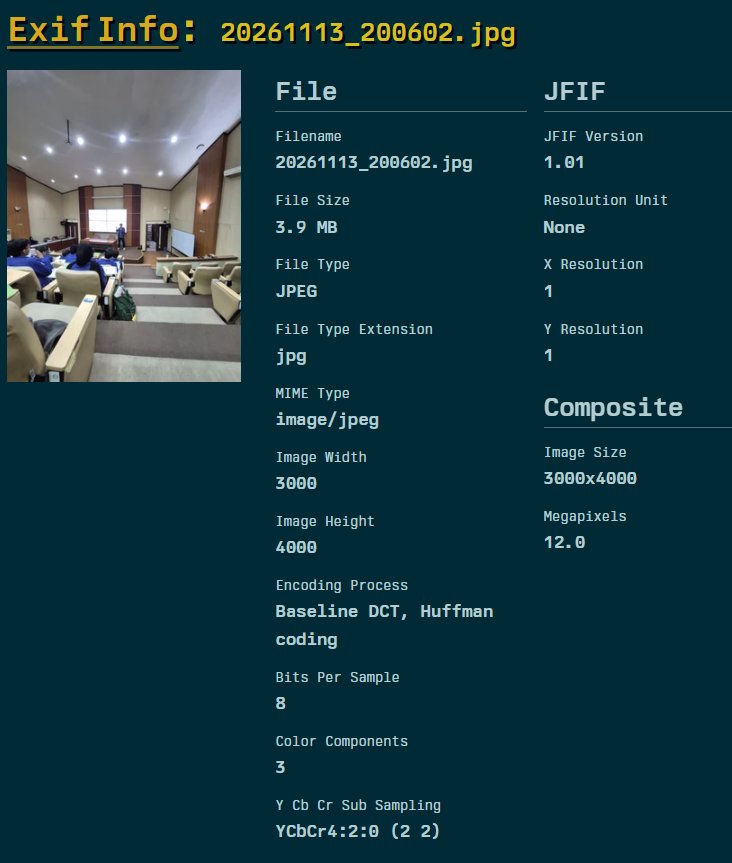 Exif Info: 20261113_200602.jpg
File
Filename
20261113_200602.jpg
File Size
3.9 MB
File Type
JPEG
File Type Extension
jpg
MIME Type
image/jpeg
Image Width
3000
Image Height
4000
Encoding Process
Baseline DCT, Huffman
coding
Bits Per Sample
8
Color Components
3
Y Cb Cr Sub Sampling
YCbCr4:2:0 (2 2)
JFIF
JFIF Version
1.01
Resolution Unit
None
X Resolution
1
Y Resolution
1
Composite
Image Size
3000x4000
Megapixels
12.0